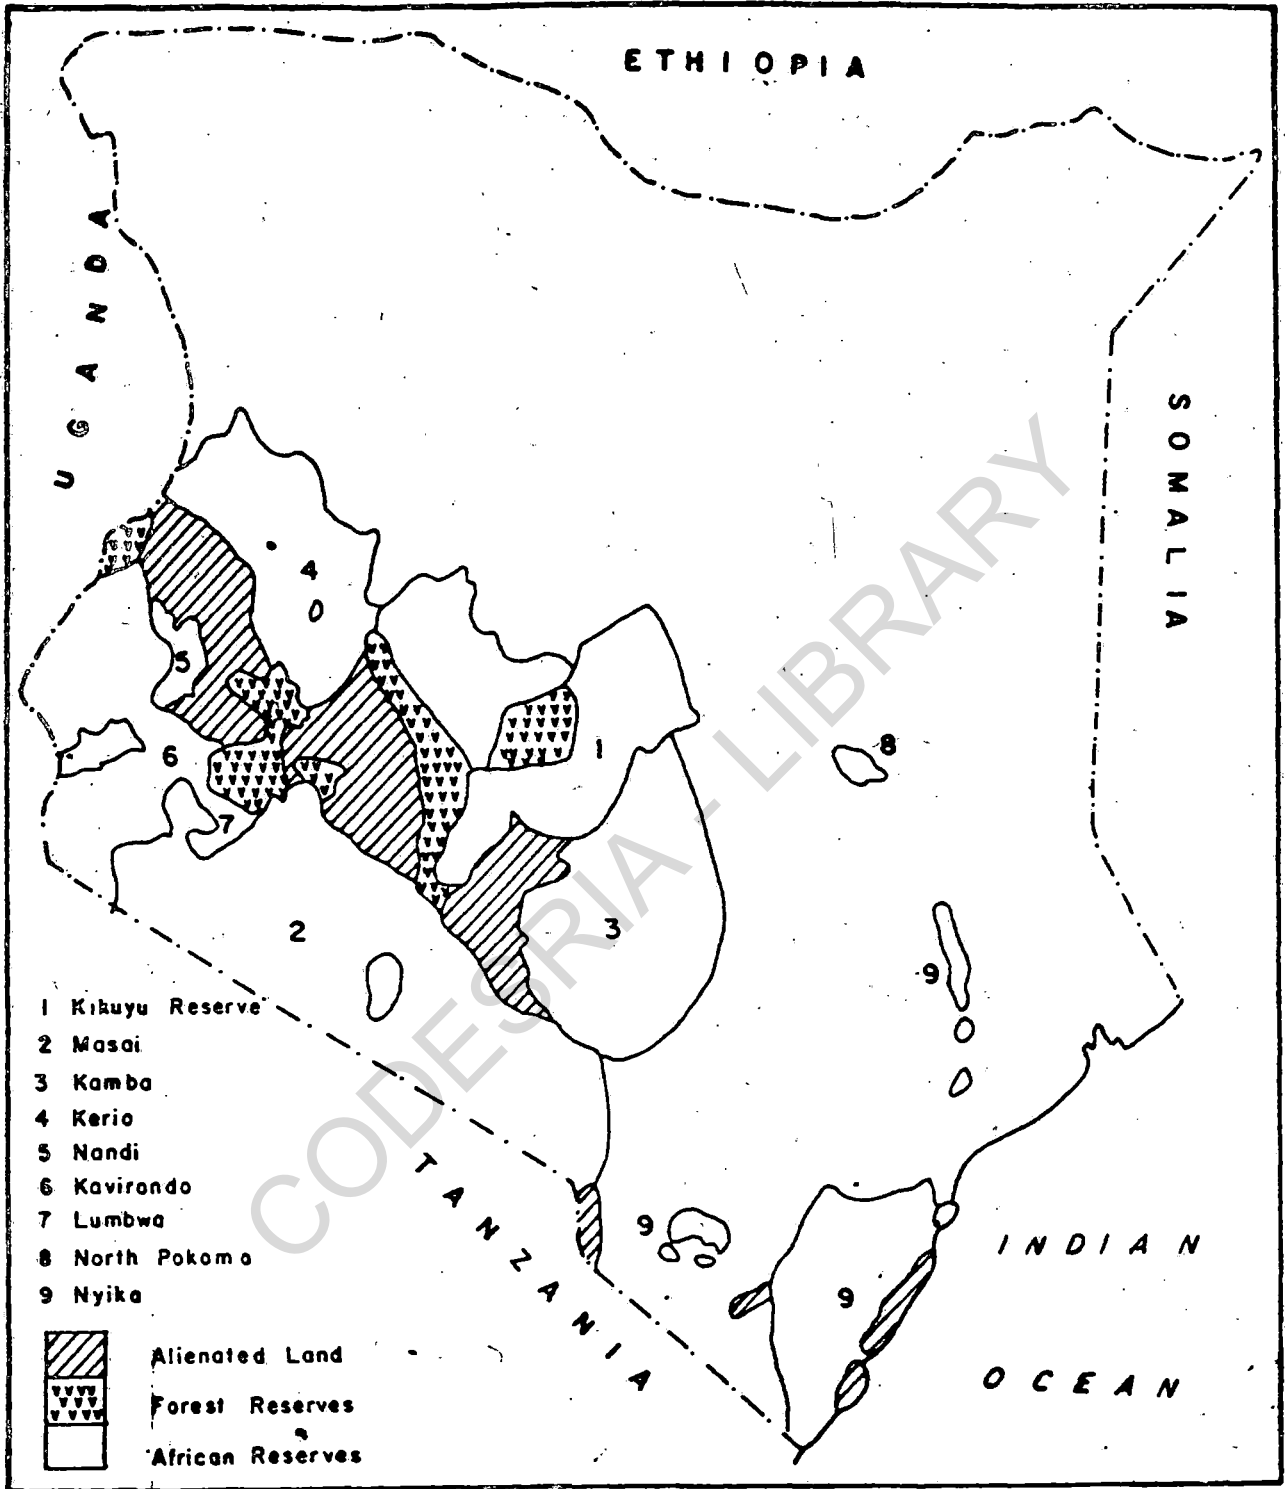 ETHIOPIA
UGANDA
SOMALIA
4
5
1
8
6
7
2
3
9
1 Kikuyu Reserve
2 Masai
3 Kamba
4 Kerio
5 Nandi
6 Kavirondo
7 Lumbwa
8 North Pokomo
9 Nyika
TANZANIA
9
9
INDIAN
OCEAN
Alienated Land
Forest Reserves
African Reserves
CODESRIA - LIBRARY